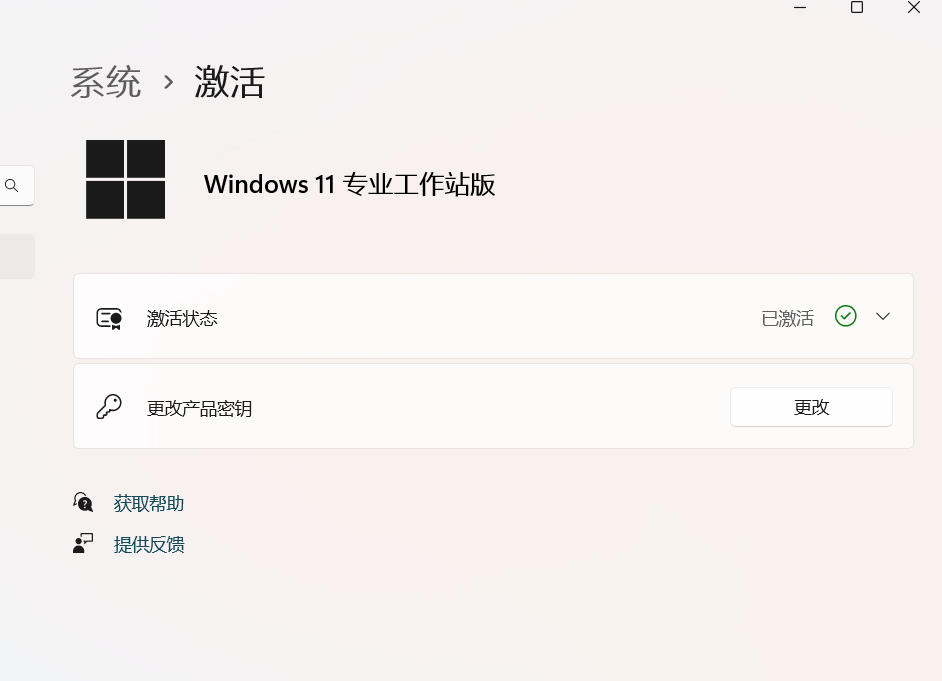 系统 › 激活
Windows 11 专业工作站版
激活状态
已激活
更改产品密钥
更改
获取帮助
提供反馈